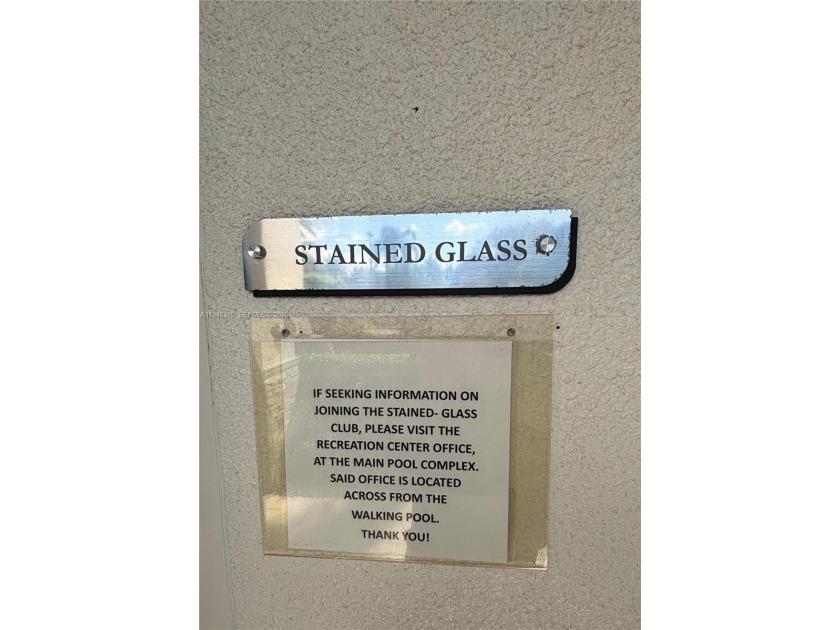 STAINED GLASS
IF SEEKING INFORMATION ON
JOINING THE STAINED- GLASS
CLUB, PLEASE VISIT THE
RECREATION CENTER OFFICE,
AT THE MAIN POOL COMPLEX.
SAID OFFICE IS LOCATED
ACROSS FROM THE
WALKING POOL.
THANK YOU!